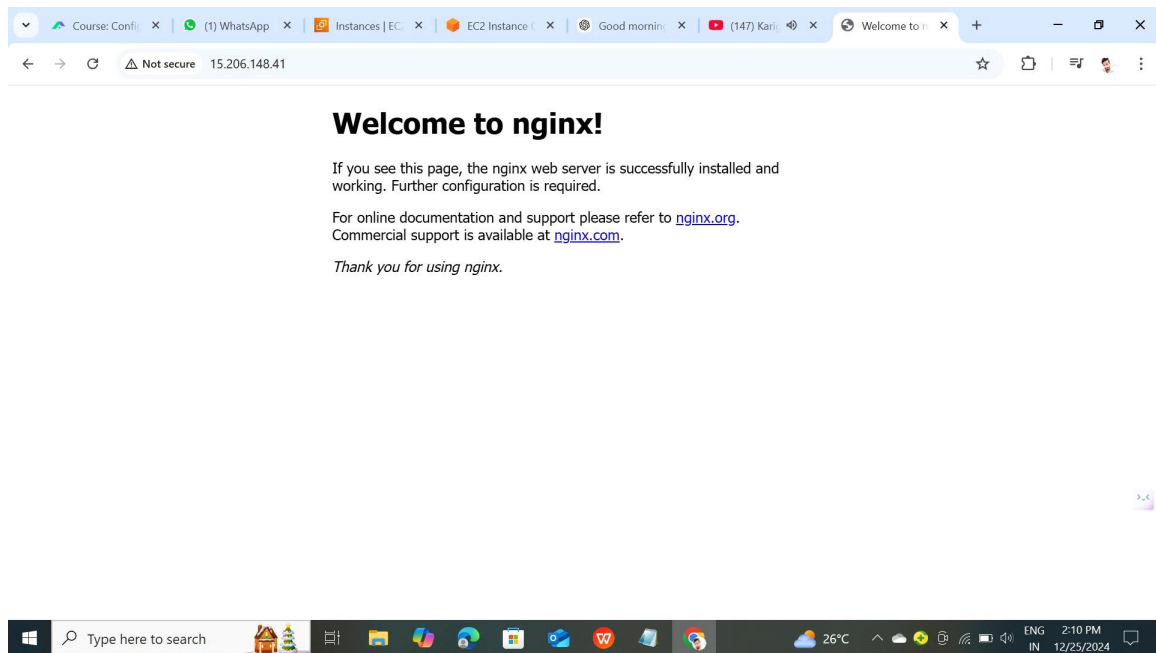 Course: Config
(1) WhatsApp
Instances | EC
EC2 Instance
Good morning
(147) Karig
Welcome to n
Not secure
15.206.148.41
Welcome to nginx!
If you see this page, the nginx web server is successfully installed and
working. Further configuration is required.
For online documentation and support please refer to nginx.org.
Commercial support is available at nginx.com.
Thank you for using nginx.
Type here to search
26°C
ENG
IN
2:10 PM
12/25/2024